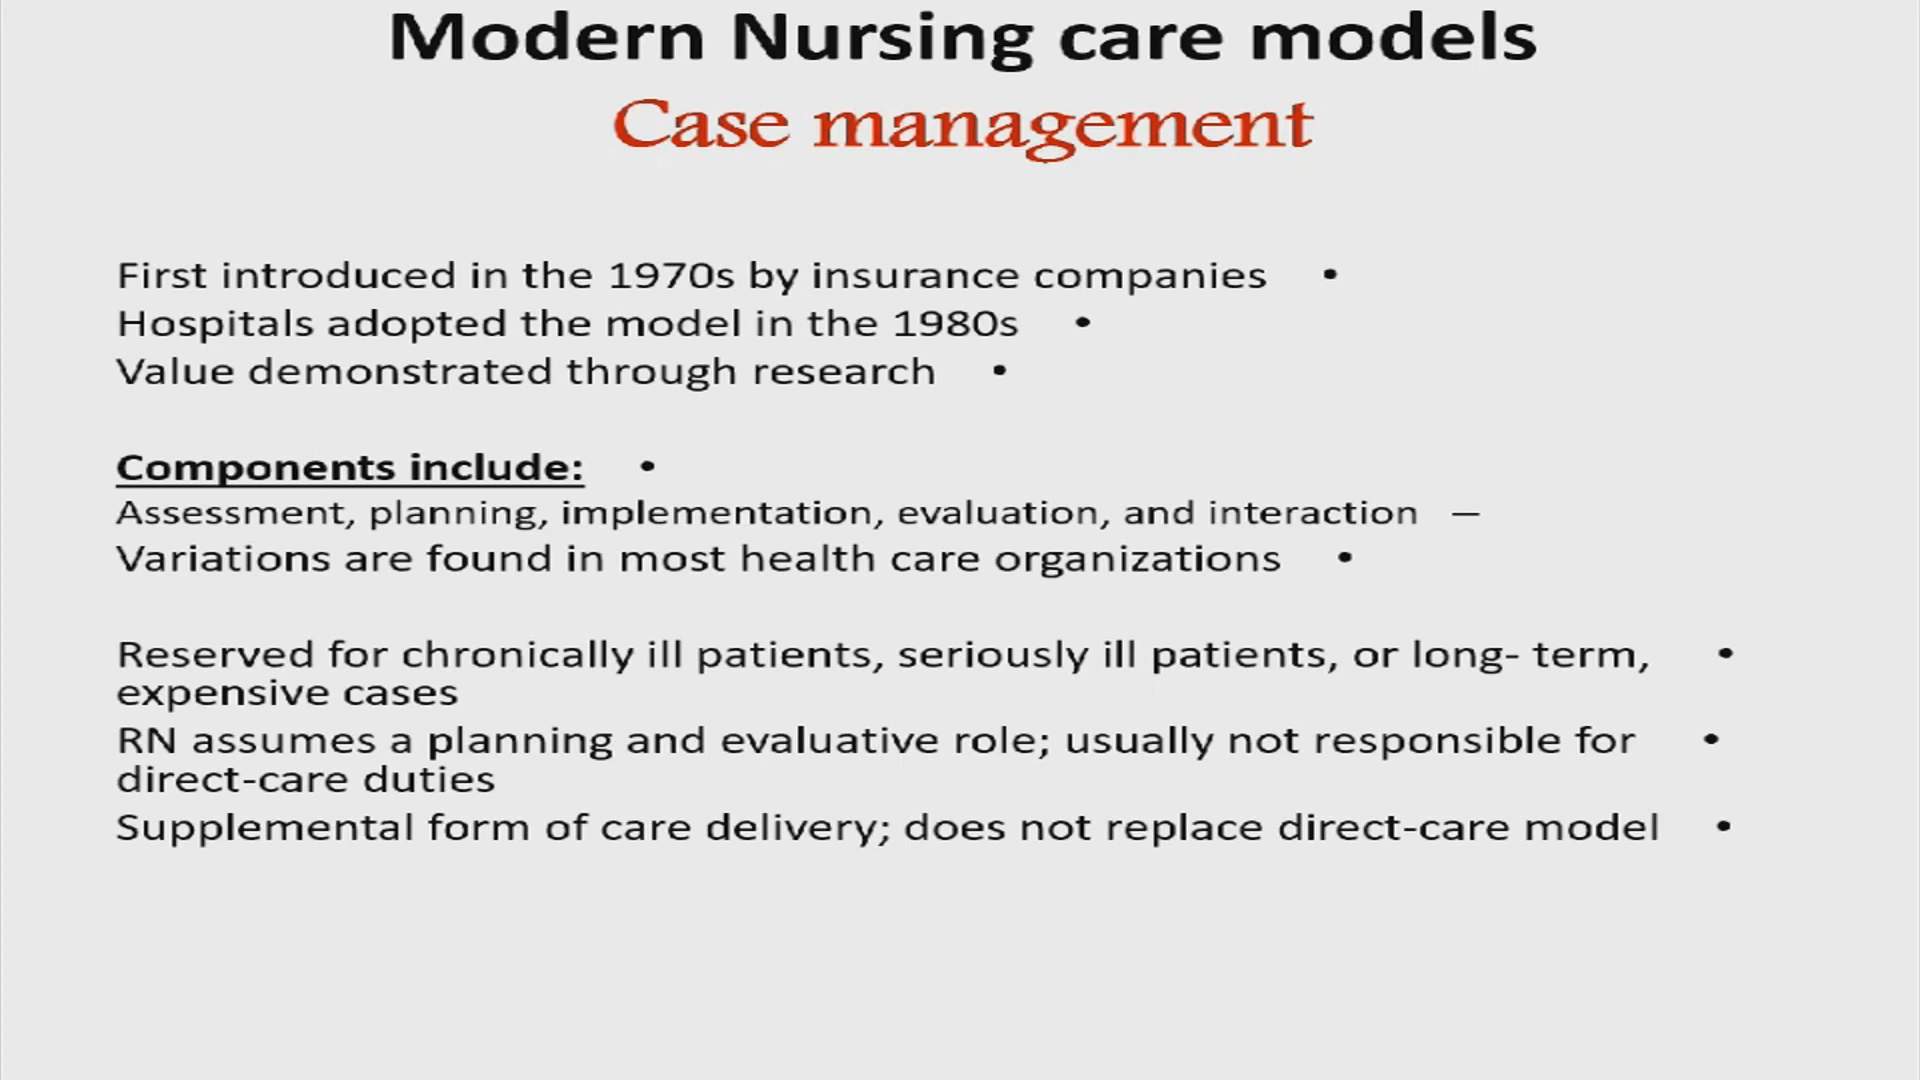 Modern Nursing care models
Case management
First introduced in the 1970s by insurance companies •
Hospitals adopted the model in the 1980s •
Value demonstrated through research •
Components include: •
Assessment, planning, implementation, evaluation, and interaction –
Variations are found in most health care organizations •
Reserved for chronically ill patients, seriously ill patients, or long- term, •
expensive cases
RN assumes a planning and evaluative role; usually not responsible for •
direct-care duties
Supplemental form of care delivery; does not replace direct-care model •